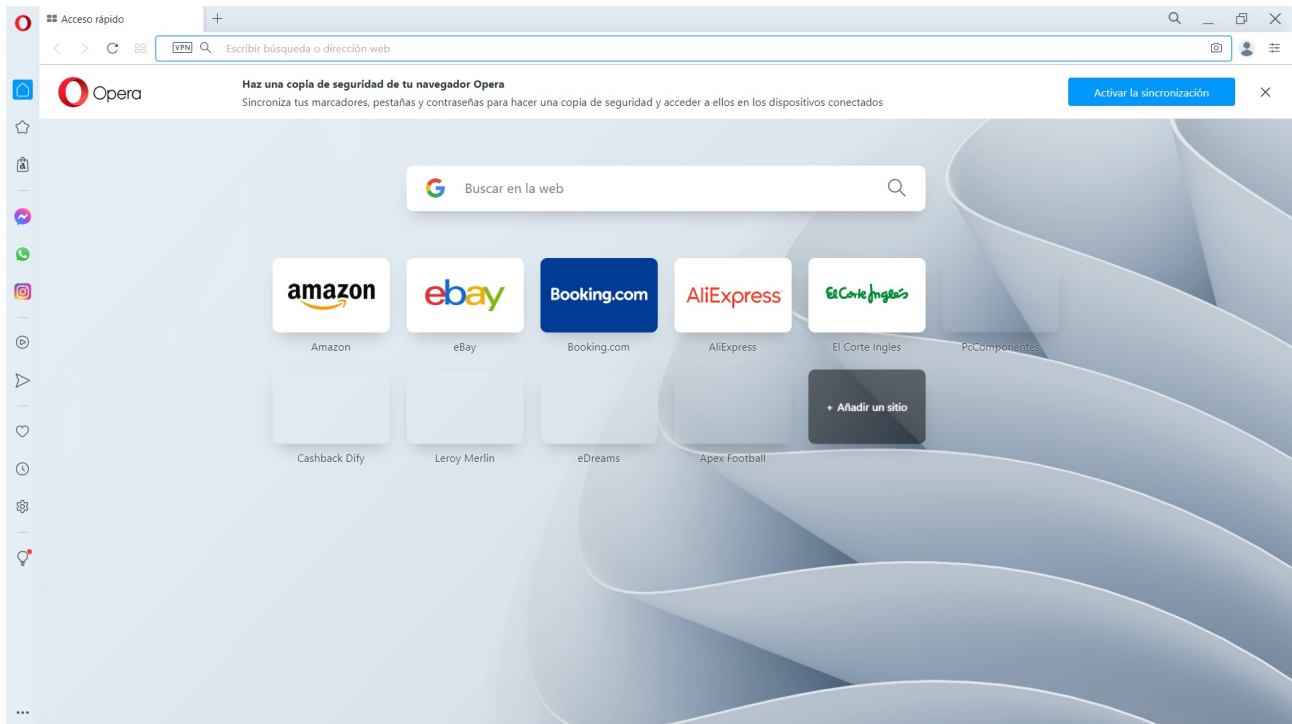 Acceso rápido
VPN
Escribir búsqueda o dirección web
Opera
Haz una copia de seguridad de tu navegador Opera
Sincroniza tus marcadores, pestañas y contraseñas para hacer una copia de seguridad y acceder a ellos en los dispositivos conectados
Activar la sincronización
Buscar en la web
amazon
ebay
Booking.com
AliExpress
El Corte Inglés
Amazon
eBay
Booking.com
AliExpress
El Corte Ingles
PcComponentes
+ Añadir un sitio
Cashback Dify
Leroy Merlin
eDreams
Apex Football